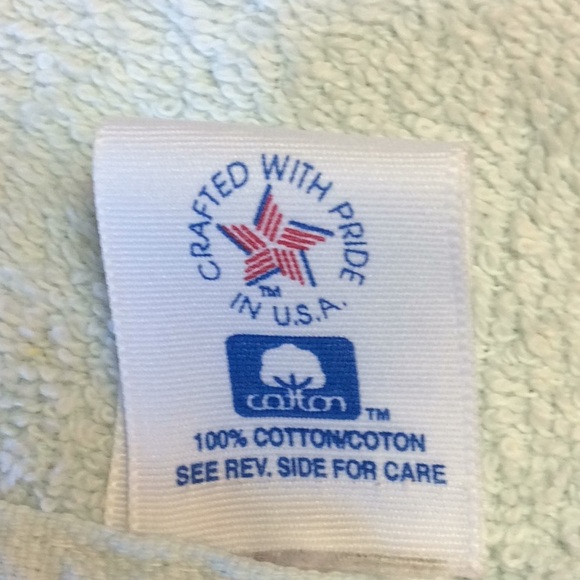 CRAFTED WITH PRIDE
TM
IN U.S.A.
cotton TM
100% COTTON/COTON
SEE REV. SIDE FOR CARE